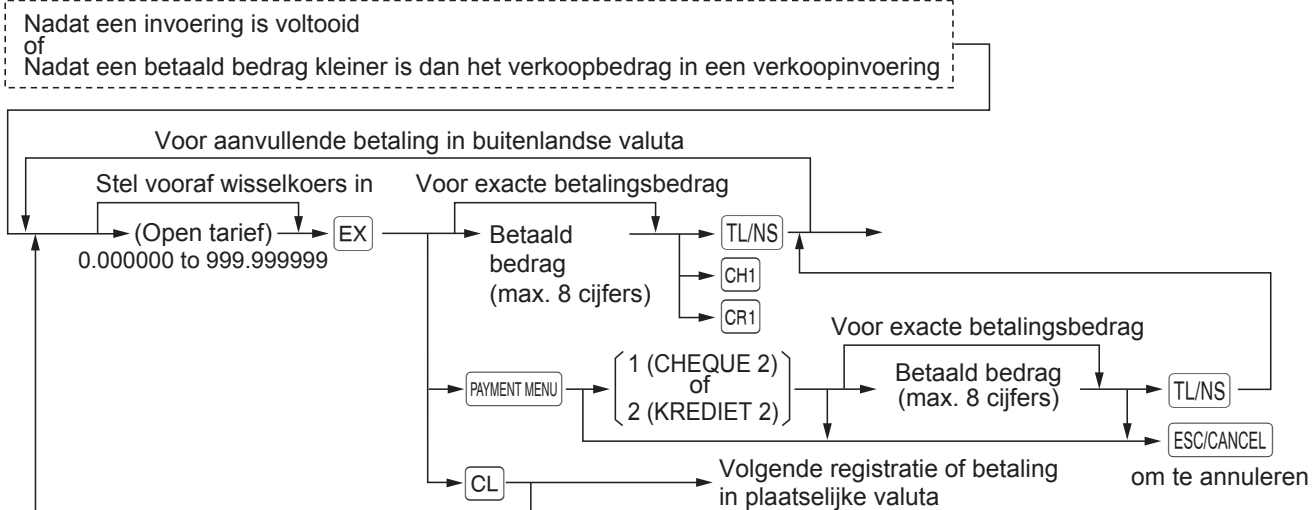 Nadat een invoering is voltooid
of
Nadat een betaald bedrag kleiner is dan het verkoopbedrag in een verkoopinvoering
Voor aanvullende betaling in buitenlandse valuta
Stel vooraf wisselkoers in
Voor exacte betalingsbedrag
(Open tarief)
0.000000 to 999.999999
EX
Betaald
bedrag
(max. 8 cijfers)
TL/NS
CH1
CR1
Voor exacte betalingsbedrag
PAYMENT MENU
1 (CHEQUE 2)
of
2 (KREDIET 2)
Betaald bedrag
(max. 8 cijfers)
TL/NS
ESC/CANCEL
om te annuleren
CL
Volgende registratie of betaling
in plaatselijke valuta